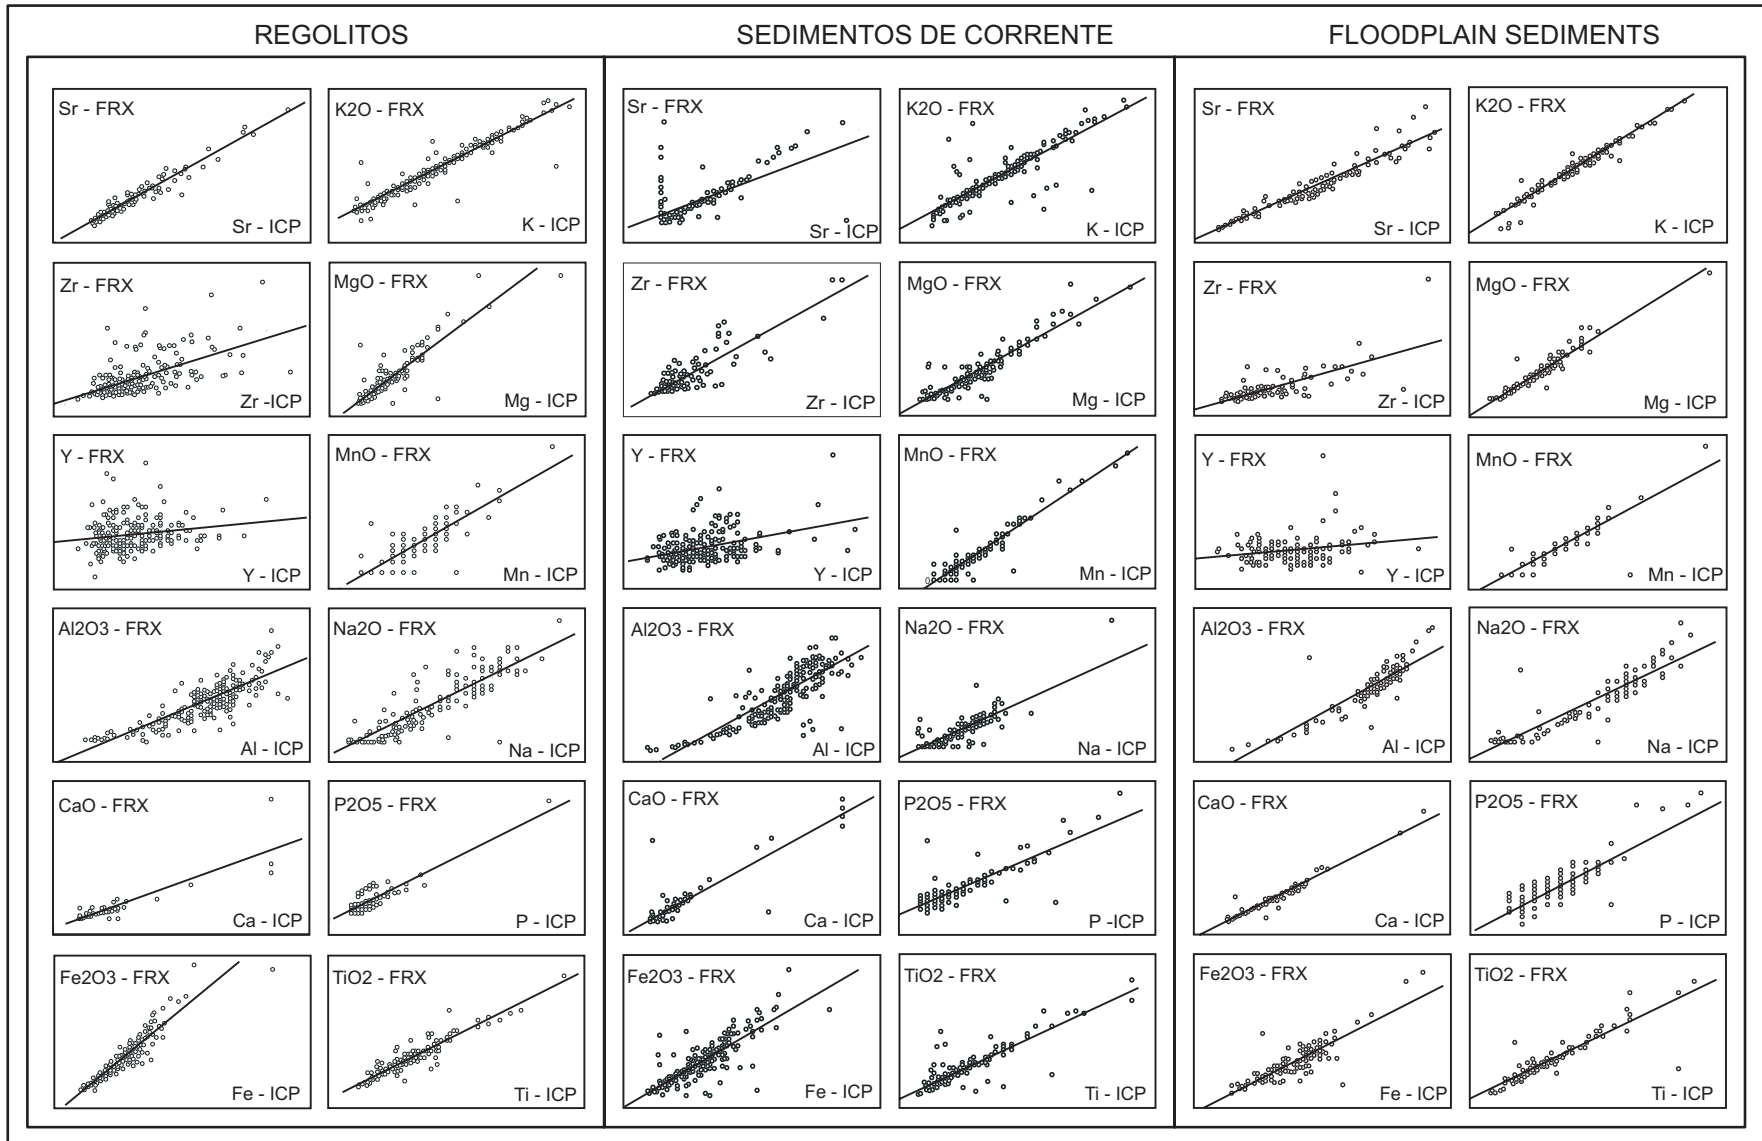 REGOLITOS
SEDIMENTOS DE CORRENTE
FLOODPLAIN SEDIMENTS
Sr - FRX
Sr - ICP
K2O - FRX
K - ICP
Sr - FRX
Sr - ICP
K2O - FRX
K - ICP
Sr - FRX
Sr - ICP
K2O - FRX
K - ICP
Zr - FRX
Zr -ICP
MgO - FRX
Mg - ICP
Zr - FRX
Zr - ICP
MgO - FRX
Mg - ICP
Zr - FRX
Zr - ICP
MgO - FRX
Mg - ICP
Y - FRX
Y - ICP
MnO - FRX
Mn - ICP
Y - FRX
Y - ICP
MnO - FRX
Mn - ICP
Y - FRX
Y - ICP
MnO - FRX
Mn - ICP
Al2O3 - FRX
Al - ICP
Na2O - FRX
Na - ICP
Al2O3 - FRX
Al - ICP
Na2O - FRX
Na - ICP
Al2O3 - FRX
Al - ICP
Na2O - FRX
Na - ICP
CaO - FRX
Ca - ICP
P2O5 - FRX
P - ICP
CaO - FRX
Ca - ICP
P2O5 - FRX
P -ICP
CaO - FRX
Ca - ICP
P2O5 - FRX
P - ICP
Fe2O3 - FRX
Fe - ICP
TiO2 - FRX
Ti - ICP
Fe2O3 - FRX
Fe - ICP
TiO2 - FRX
Ti - ICP
Fe2O3 - FRX
Fe - ICP
TiO2 - FRX
Ti - ICP